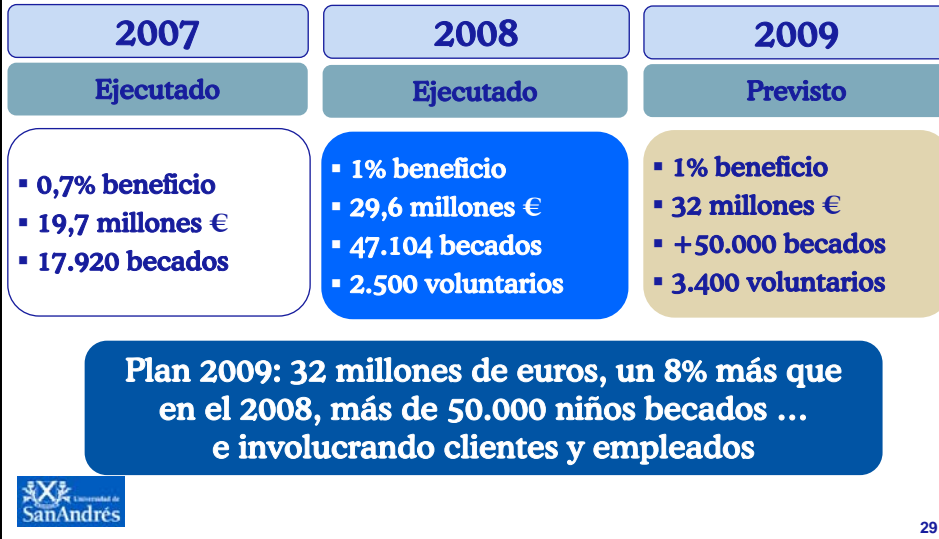 2007
2008
2009
Ejecutado
Ejecutado
Previsto
▪ 0,7% beneficio
▪ 19,7 millones €
▪ 17.920 becados
▪ 1% beneficio
▪ 29,6 millones €
▪ 47.104 becados
▪ 2.500 voluntarios
▪ 1% beneficio
▪ 32 millones €
▪ +50.000 becados
▪ 3.400 voluntarios
Plan 2009: 32 millones de euros, un 8% más que
en el 2008, más de 50.000 niños becados ...
e involucrando clientes y empleados
Universidad de
SanAndrés
29